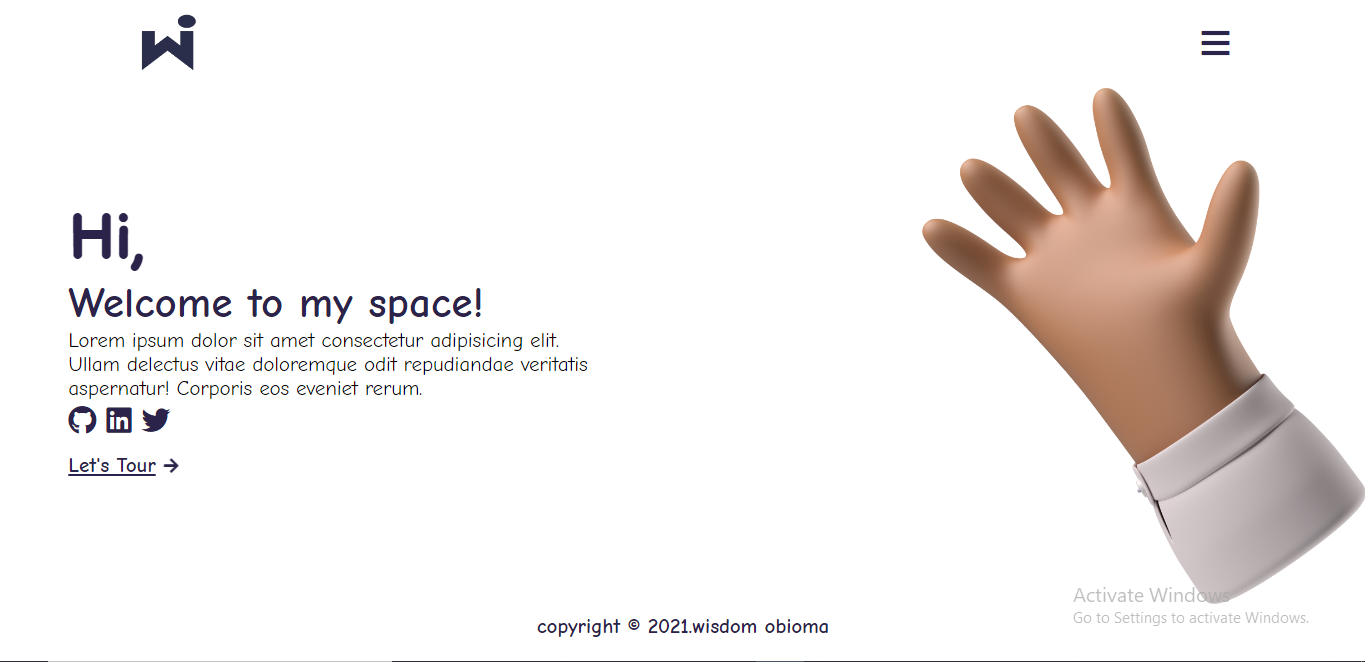 Wi
Hi,
Welcome to my space!
Lorem ipsum dolor sit amet consectetur adipisicing elit.
Ullam delectus vitae doloremque odit repudiandae veritatis
aspernatur! Corporis eos eveniet rerum.
in
Let's Tour →
Activate Windows
Go to Settings to activate Windows.
copyright © 2021.wisdom obioma